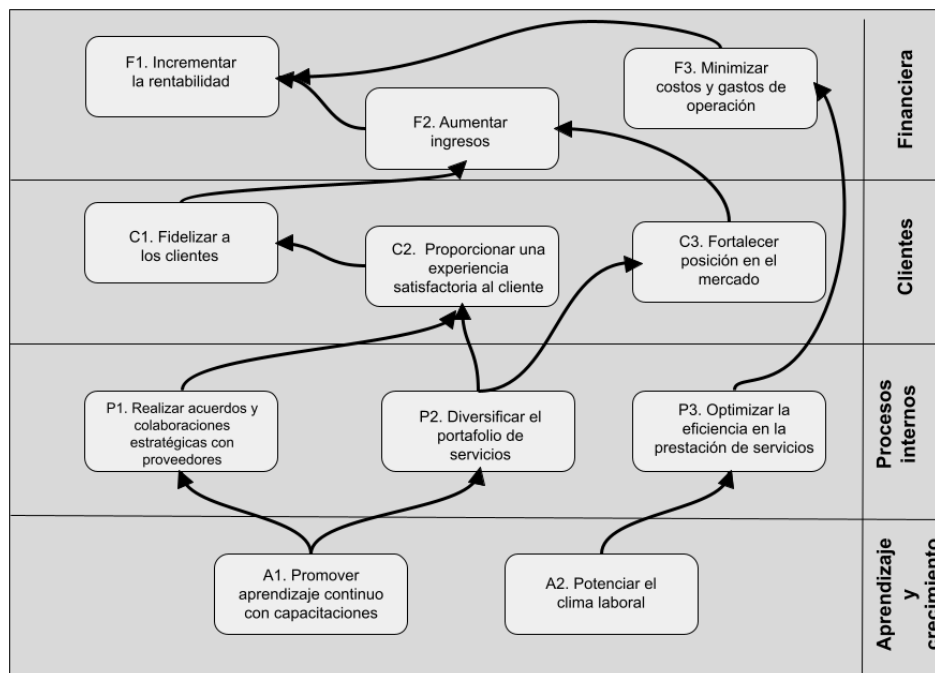 F1. Incrementar
la rentabilidad
F3. Minimizar
costos y gastos de
operación
F2. Aumentar
ingresos
Financiera
C1. Fidelizar a
los clientes
C2. Proporcionar una
experiencia
satisfactoria al cliente
C3. Fortalecer
posición en el
mercado
Clientes
P1. Realizar acuerdos y
colaboraciones
estratégicas con
proveedores
P2. Diversificar el
portafolio de
servicios
P3. Optimizar la
eficiencia en la
prestación de servicios
Procesos
internos
A1. Promover
aprendizaje continuo
con capacitaciones
A2. Potenciar el
clima laboral
Aprendizaje
y
crecimiento